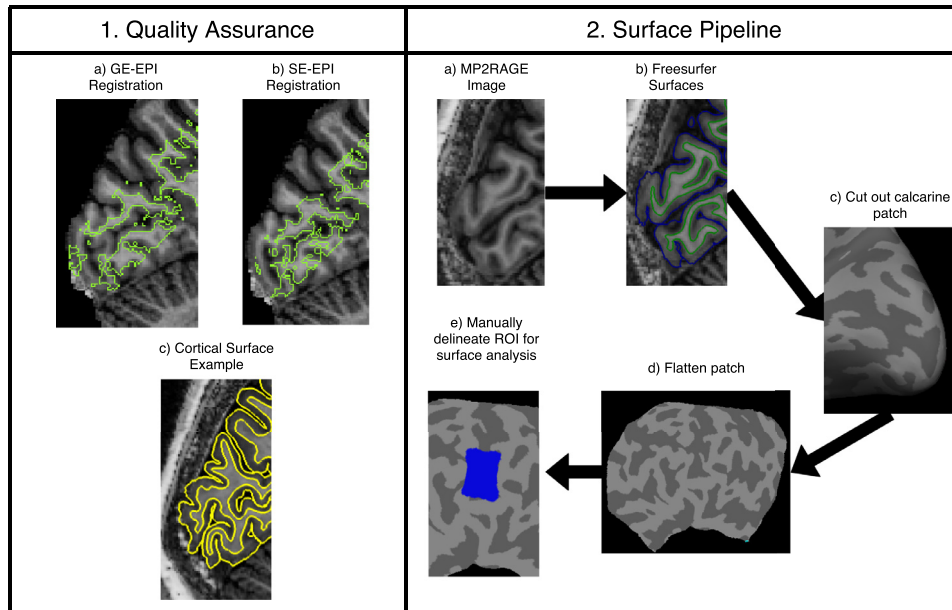 1. Quality Assurance
a) GE-EPI
Registration
b) SE-EPI
Registration
c) Cortical Surface
Example
2. Surface Pipeline
a) MP2RAGE
Image
b) Freesurfer
Surfaces
c) Cut out calcarine
patch
d) Flatten patch
e) Manually
delineate ROI for
surface analysis